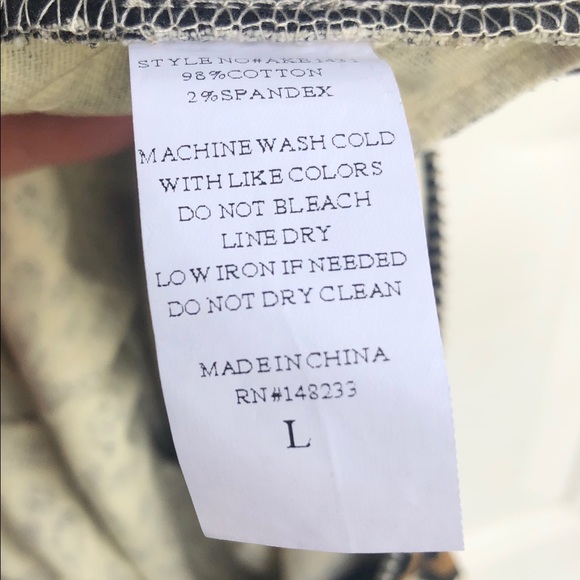 STYLE NO#
98%COTTON
2%SPANDEX
MACHINE WASH COLD
WITH LIKE COLORS
DO NOT BLEACH
LINE DRY
LOW IRON IF NEEDED
DO NOT DRY CLEAN
MADE IN CHINA
RN#148233
L